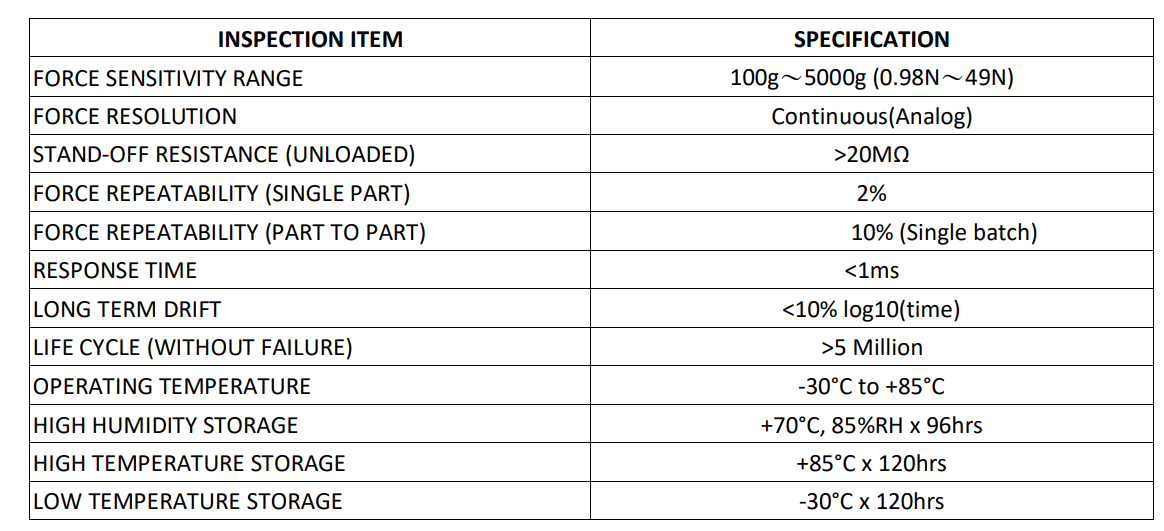 INSPECTION ITEM SPECIFICATION
FORCE SENSITIVITY RANGE 100g～5000g (0.98N～49N)
FORCE RESOLUTION Continuous(Analog)
STAND-OFF RESISTANCE (UNLOADED) >20MΩ
FORCE REPEATABILITY (SINGLE PART) 2%
FORCE REPEATABILITY (PART TO PART) 10% (Single batch)
RESPONSE TIME <1ms
LONG TERM DRIFT <10% log10(time)
LIFE CYCLE (WITHOUT FAILURE) >5 Million
OPERATING TEMPERATURE -30°C to +85°C
HIGH HUMIDITY STORAGE +70°C, 85%RH x 96hrs
HIGH TEMPERATURE STORAGE +85°C x 120hrs
LOW TEMPERATURE STORAGE -30°C x 120hrs